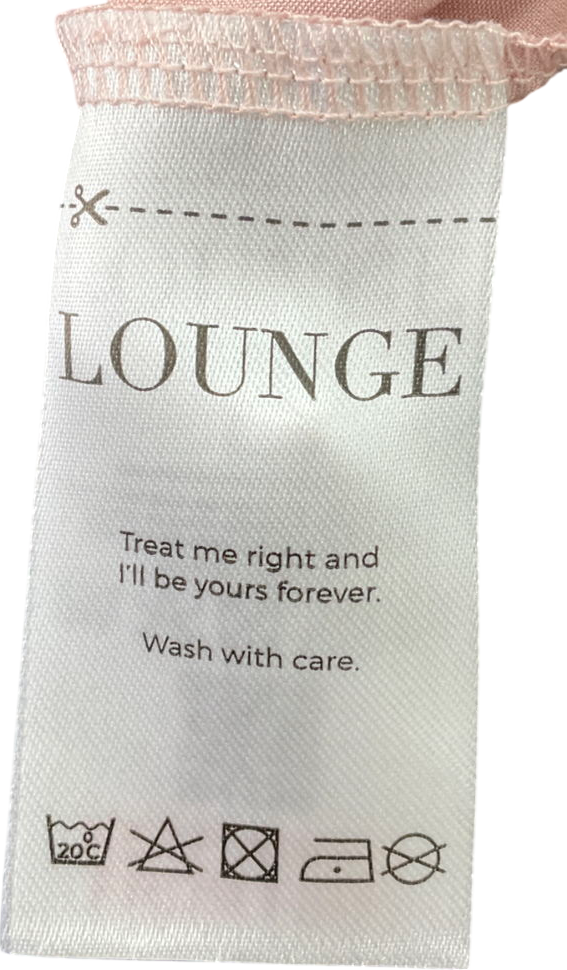 LOUNGE
Treat me right and
I'll be yours forever.
Wash with care.
20°C